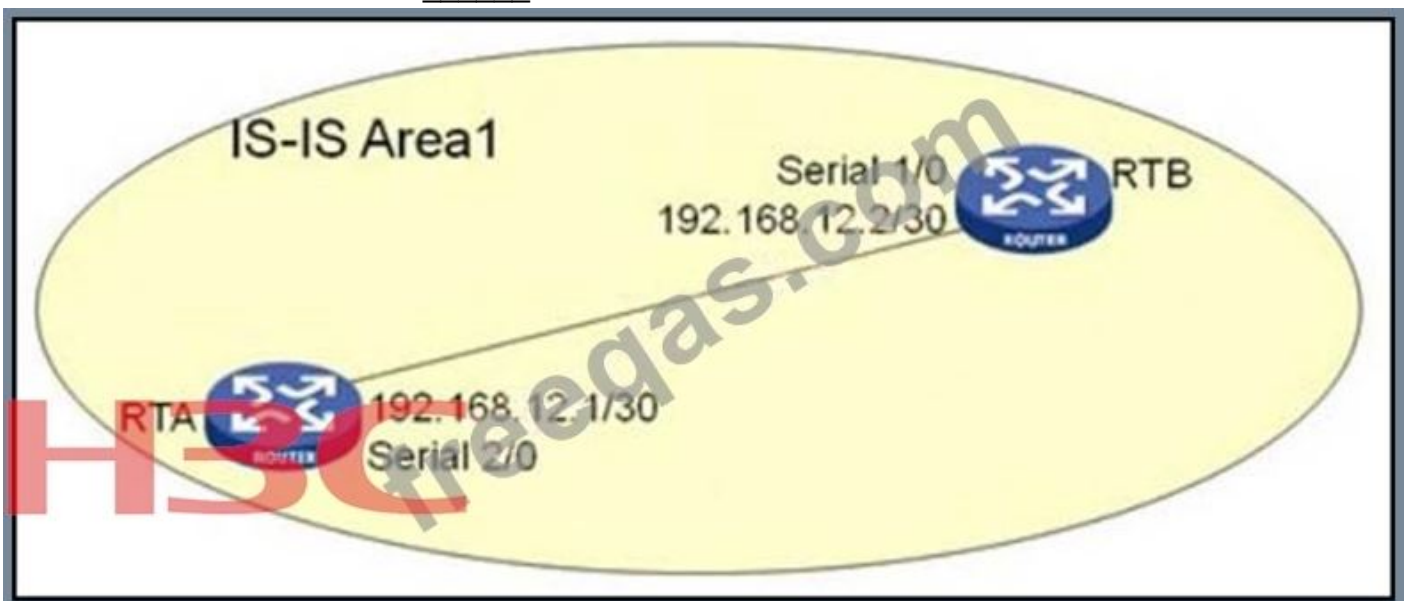 IS-IS Area1
Serial 1/0
RTB
192.168.12.2/30
ROUTER
RTA
192.168.12.1/30
Serial 2/0
ROUTER
H3C
freeqas.com